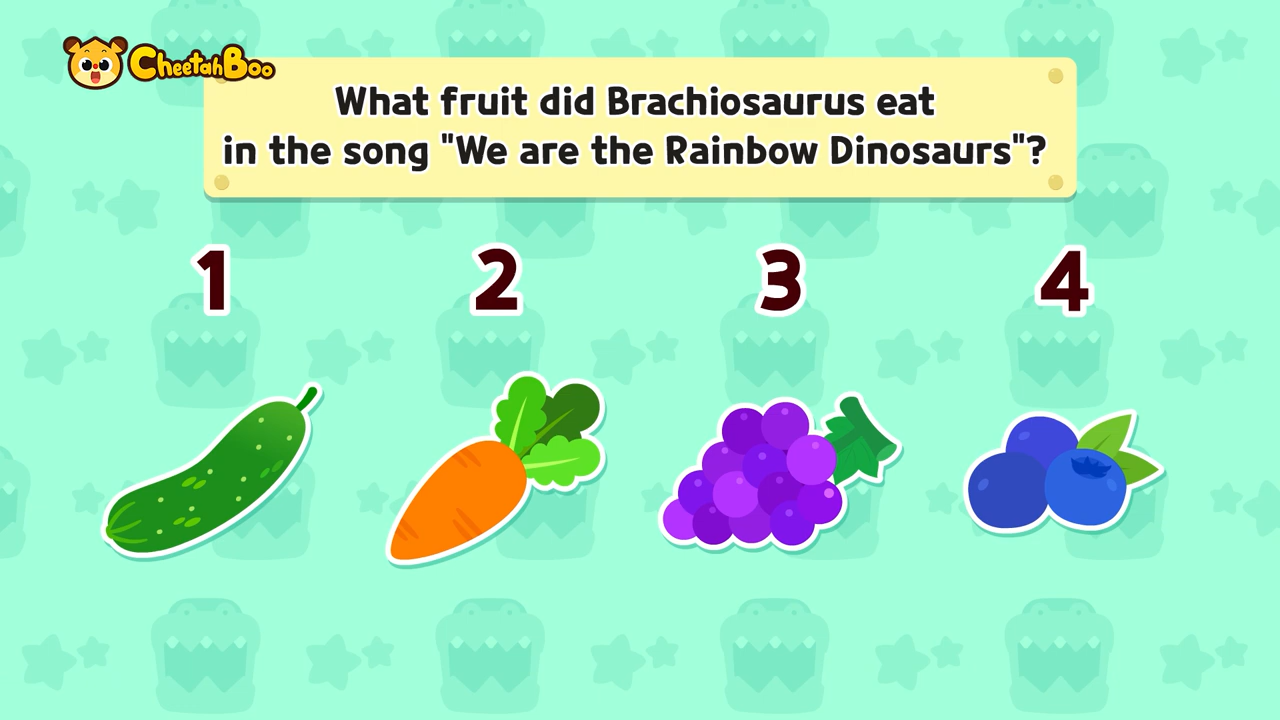 CheetahBoo
What fruit did Brachiosaurus eat
in the song "We are the Rainbow Dinosaurs"?
1 2 3 4